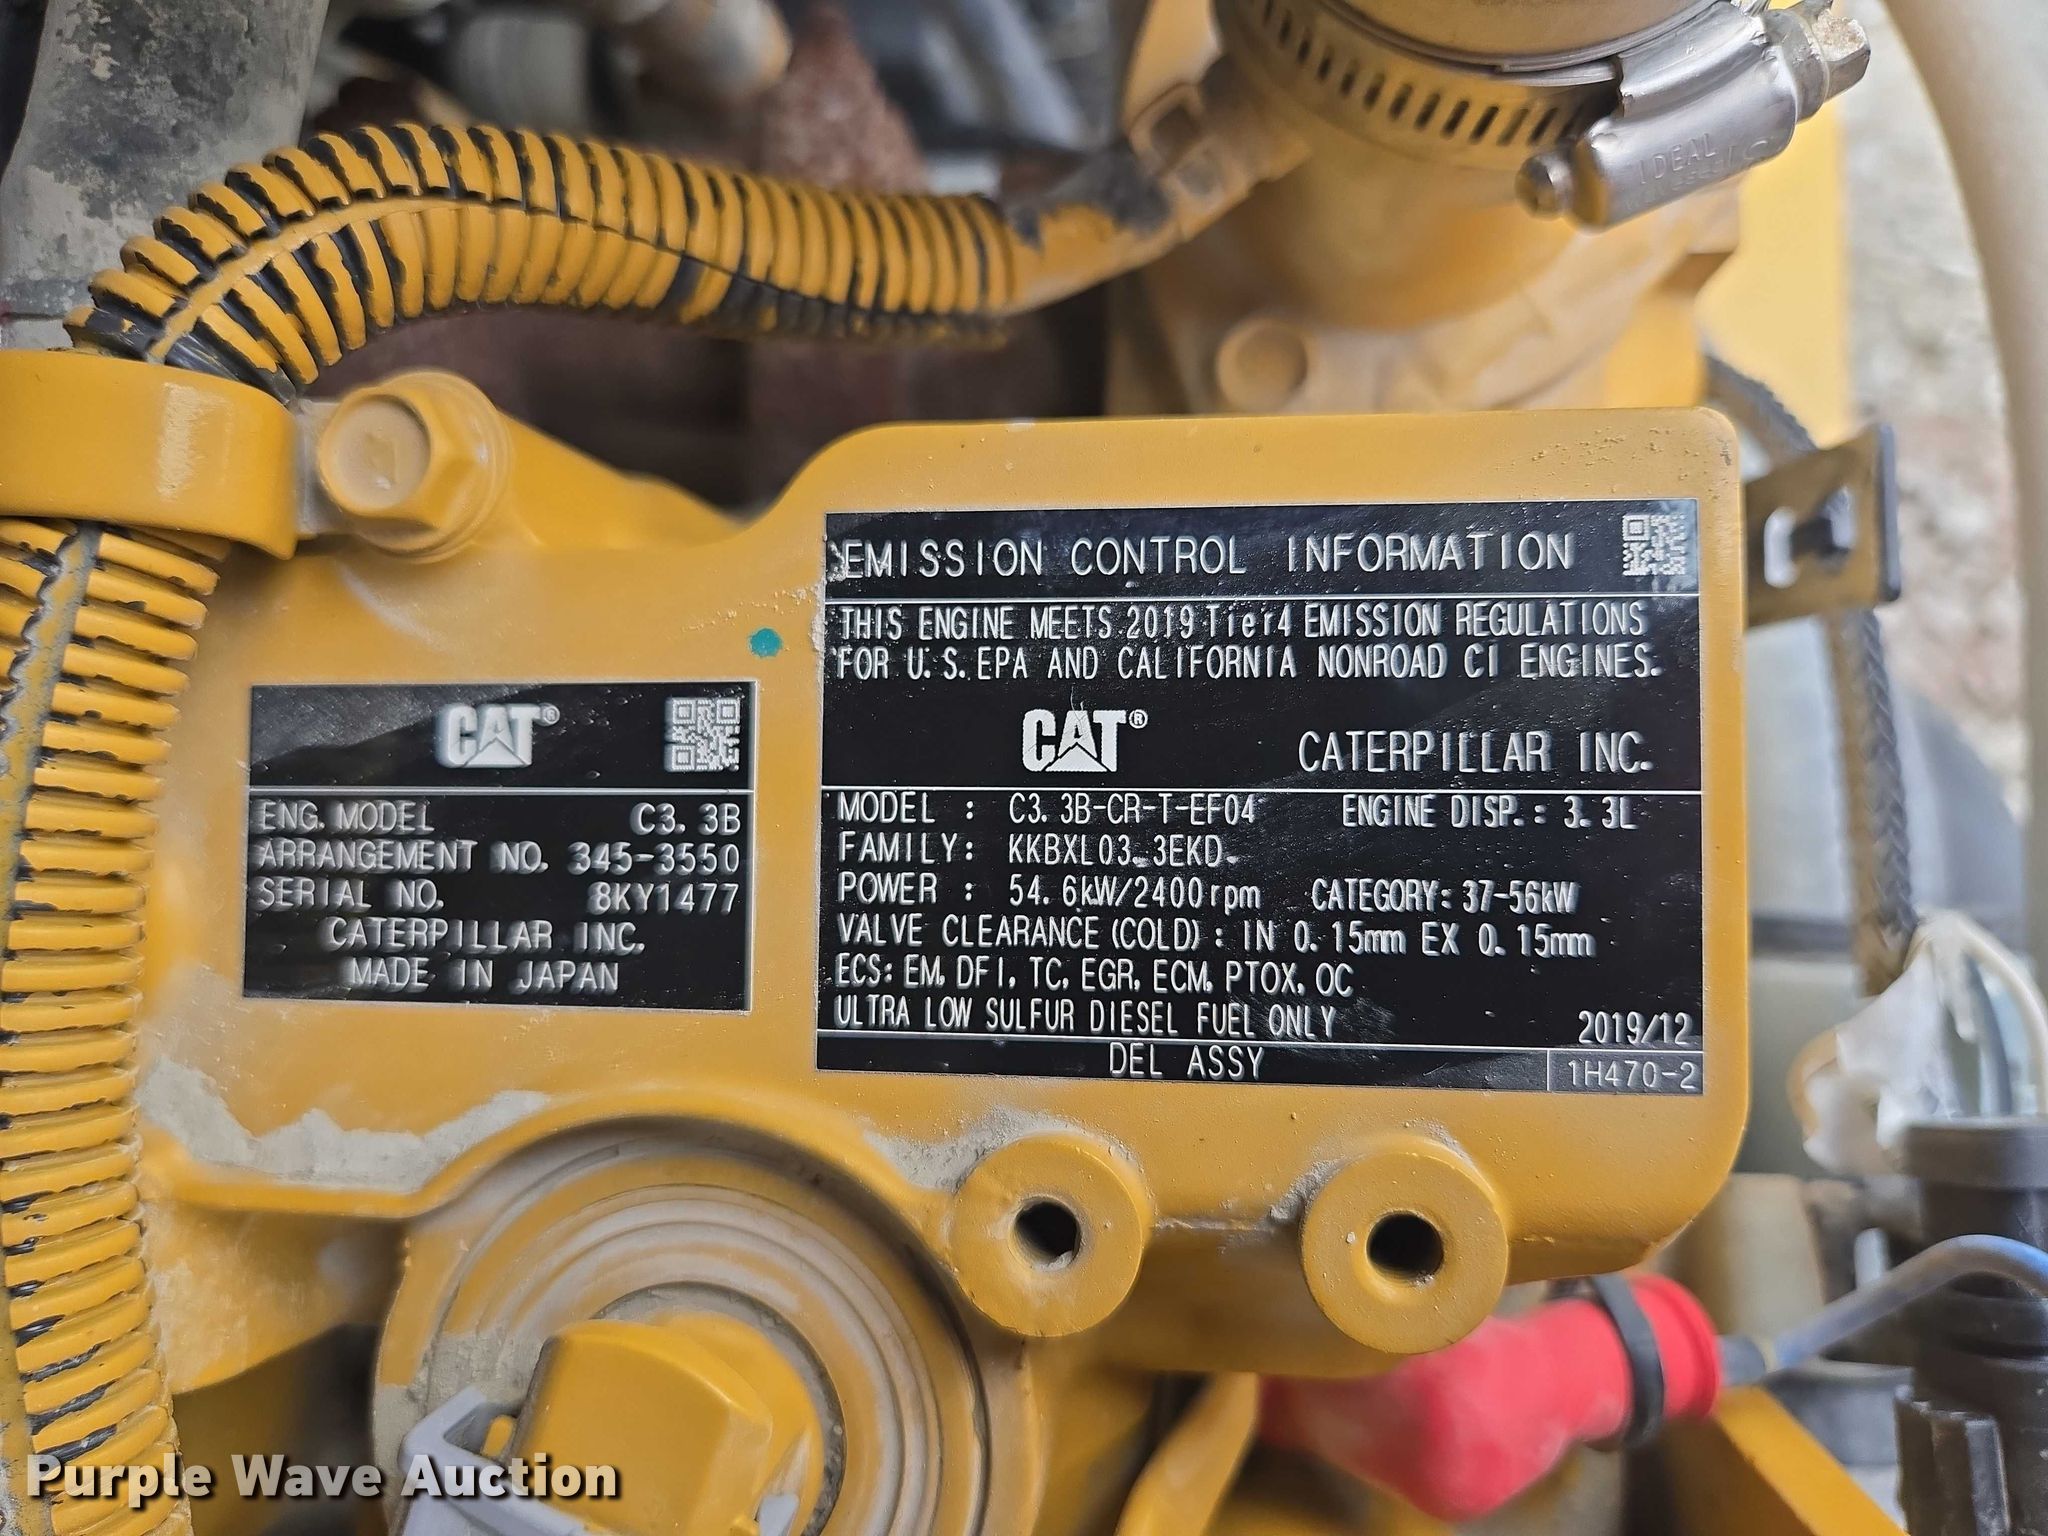 IDEAL
CAT®
ENG. MODEL C3.3B
ARRANGEMENT NO. 345-3550
SERIAL NO. 8KY1477
CATERPILLAR INC.
MADE IN JAPAN
EMISSION CONTROL INFORMATION
THIS ENGINE MEETS 2019 Tier4 EMISSION REGULATIONS
FOR U.S.EPA AND CALIFORNIA NONROAD CI ENGINES.
CAT®
CATERPILLAR INC.
MODEL : C3.3B-CR-T-EF04 ENGINE DISP.: 3.3L
FAMILY: KKBXL03.3EKD
POWER : 54.6kW/2400rpm CATEGORY: 37-56kW
VALVE CLEARANCE (COLD) : IN 0.15mm EX 0.15mm
ECS: EM, DFI, TC, EGR, ECM, PTOX, OC
ULTRA LOW SULFUR DIESEL FUEL ONLY 2019/12
DEL ASSY 1H470-2
Purple Wave Auction